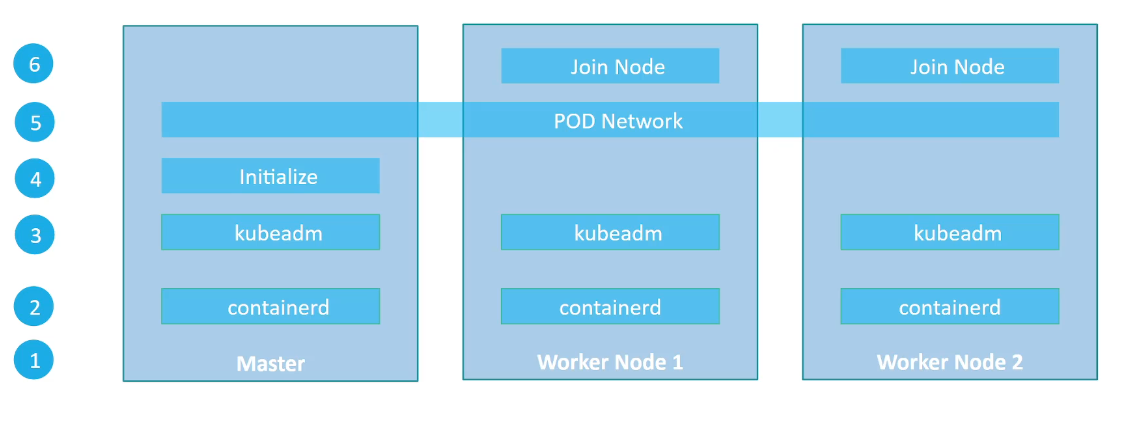 6 Join Node Join Node
5 POD Network
4 Initialize
3 kubeadm kubeadm kubeadm
2 containerd containerd containerd
1 Master Worker Node 1 Worker Node 2